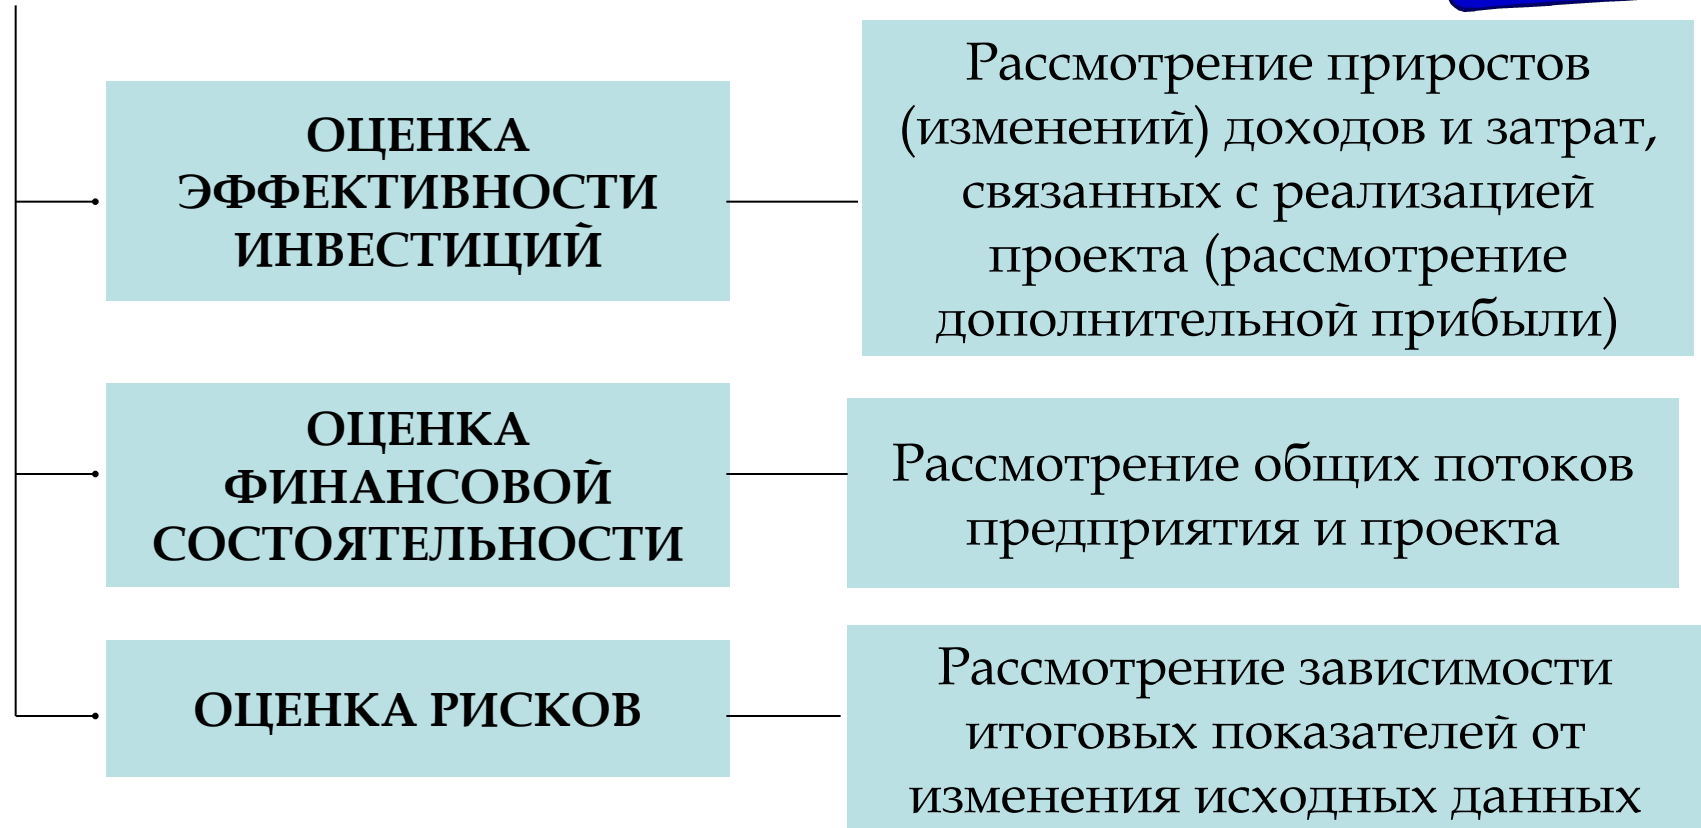 ОЦЕНКА
ЭФФЕКТИВНОСТИ
ИНВЕСТИЦИЙ
Рассмотрение приростов
(изменений) доходов и затрат,
связанных с реализацией
проекта (рассмотрение
дополнительной прибыли)
ОЦЕНКА
ФИНАНСОВОЙ
СОСТОЯТЕЛЬНОСТИ
Рассмотрение общих потоков
предприятия и проекта
ОЦЕНКА РИСКОВ
Рассмотрение зависимости
итоговых показателей от
изменения исходных данных